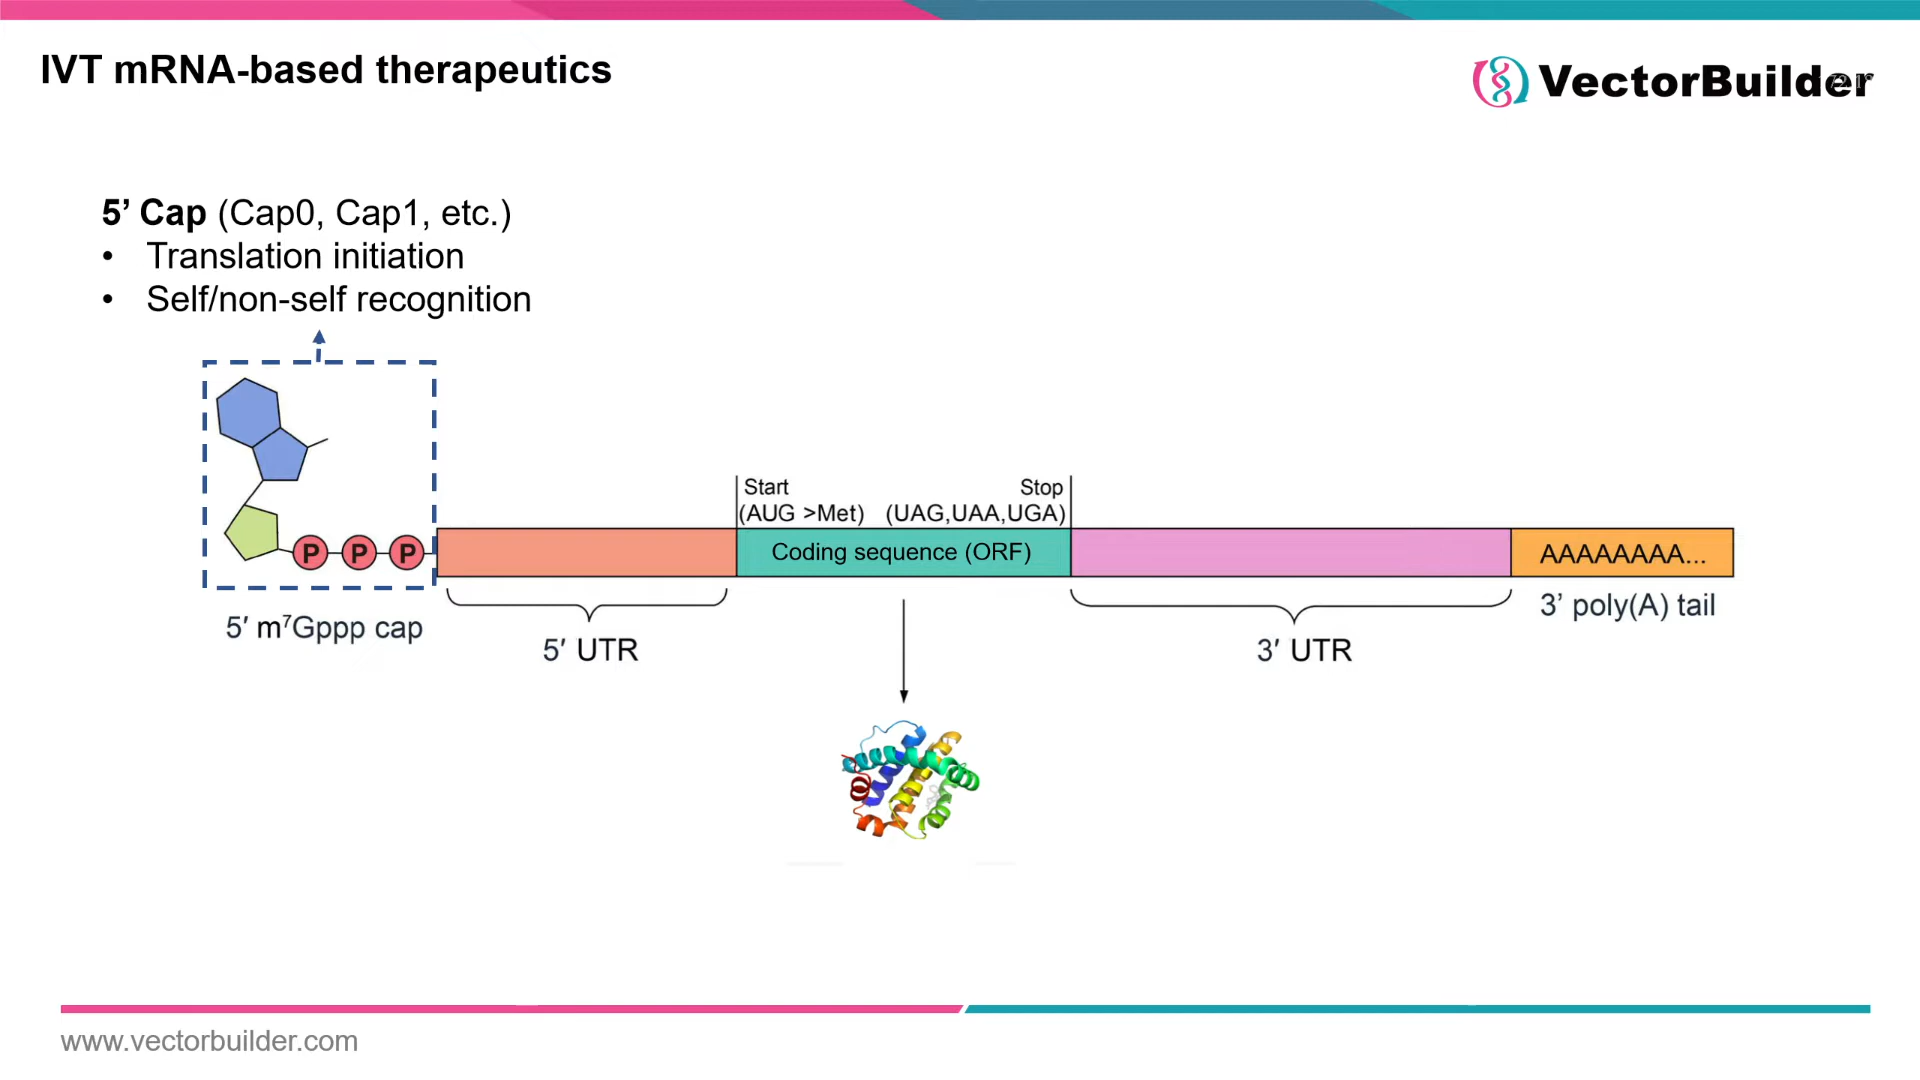 IVT mRNA-based therapeutics
VectorBuilder
5’ Cap (Cap0, Cap1, etc.)
• Translation initiation
• Self/non-self recognition
Start
Stop
(AUG >Met)
(UAG,UAA,UGA)
P P P
Coding sequence (ORF)
AAAAAAAA...
5′ m⁷Gppp cap
5′ UTR
3′ UTR
3’ poly(A) tail
www.vectorbuilder.com